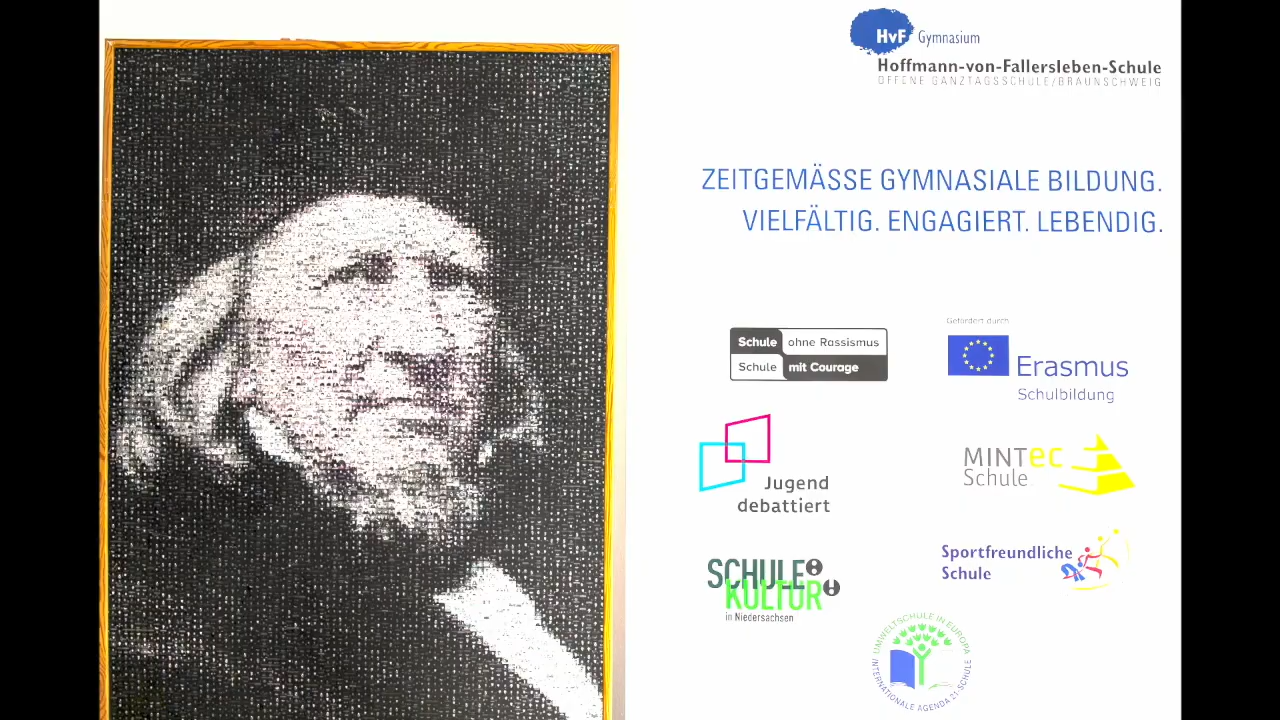 HvF Gymnasium
Hoffmann-von-Fallersleben-Schule
OFFENE GANZTAGSSCHULE/BRAUNSCHWEIG
ZEITGEMÄSSE GYMNASIALE BILDUNG.
VIELFÄLTIG. ENGAGIERT. LEBENDIG.
Schule ohne Rassismus
Schule mit Courage
Gefördert durch
Erasmus
Schulbildung
Jugend
debattiert
MINTec
Schule
SCHULE:
KULTUR!
in Niedersachsen
Sportfreundliche
Schule
UMWELTSCHULE IN EUROPA
INTERNATIONALE AGENDA 21-SCHULE